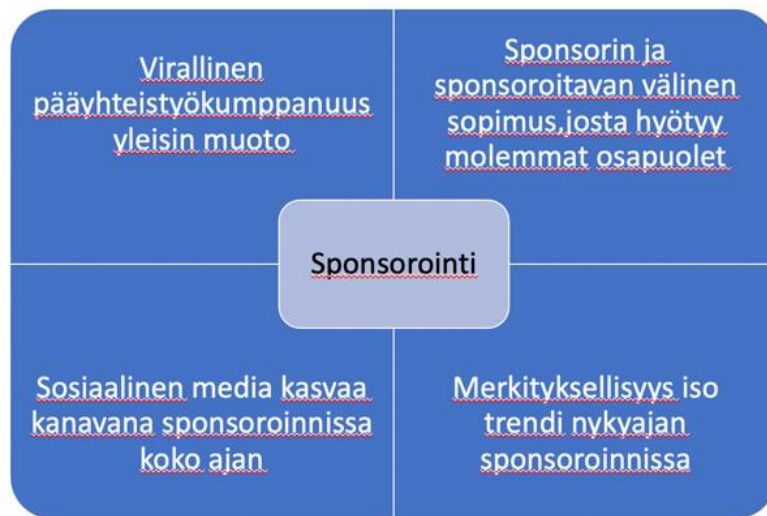 Virallinen
pääyhteistyökumppanuus
yleisin muoto
Sponsorin ja
sponsoroitavan välinen
sopimus,josta hyötyy
molemmat osapuolet
Sponsorointi
Sosiaalinen media kasvaa
kanavana sponsoroinnissa
koko ajan
Merkityksellisyys iso
trendi nykyajan
sponsoroinnissa